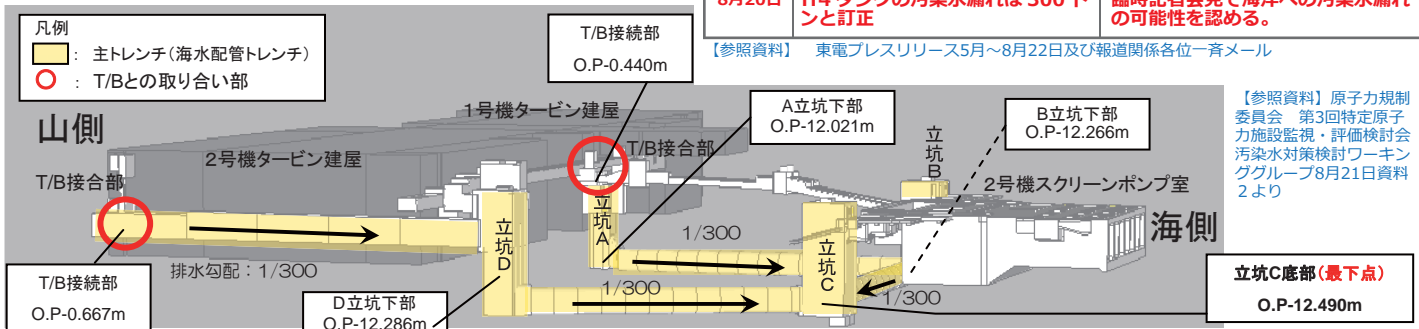 8月20日
H4タンクの汚染水漏れは300ト
ンと訂正
臨時記者会見で海洋への汚染水漏れ
の可能性を認める。
【参照資料】 東電プレスリリース5月～8月22日及び報道関係各位一斉メール
凡例
: 主トレンチ(海水配管トレンチ)
: T/Bとの取り合い部
T/B接続部
O.P-0.440m
A立坑下部
O.P-12.021m
B立坑下部
O.P-12.266m
【参照資料】原子力規制
委員会 第3回特定原子
力施設監視・評価検討会
汚染水対策検討ワーキン
ググループ8月21日資料
2より
山側
1号機タービン建屋
2号機タービン建屋
T/B接合部
T/B接合部
立坑B
2号機スクリーンポンプ室
海側
立坑A
立坑D
立坑C
1/300
排水勾配：1/300
1/300
1/300
T/B接続部
O.P-0.667m
D立坑下部
O.P-12.286m
立坑C底部(最下点)
O.P-12.490m